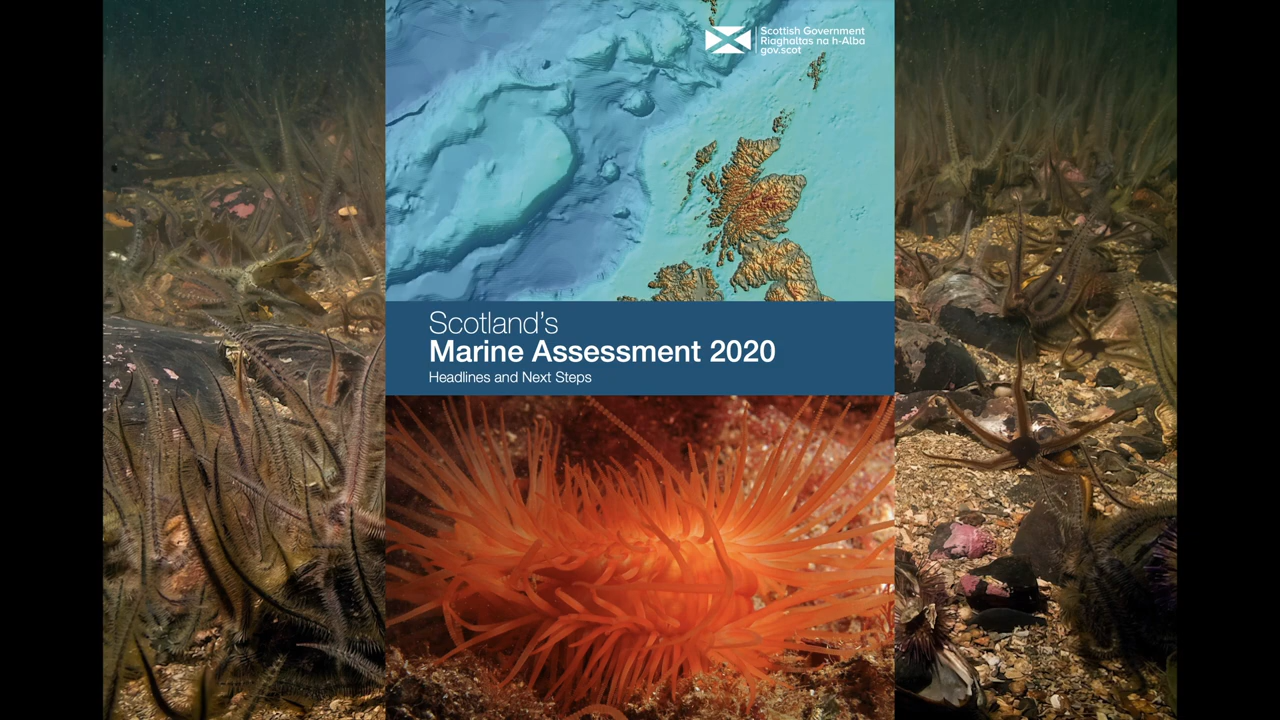 Scottish Government
Riaghaltas na h-Alba
gov.scot
Scotland's
Marine Assessment 2020
Headlines and Next Steps